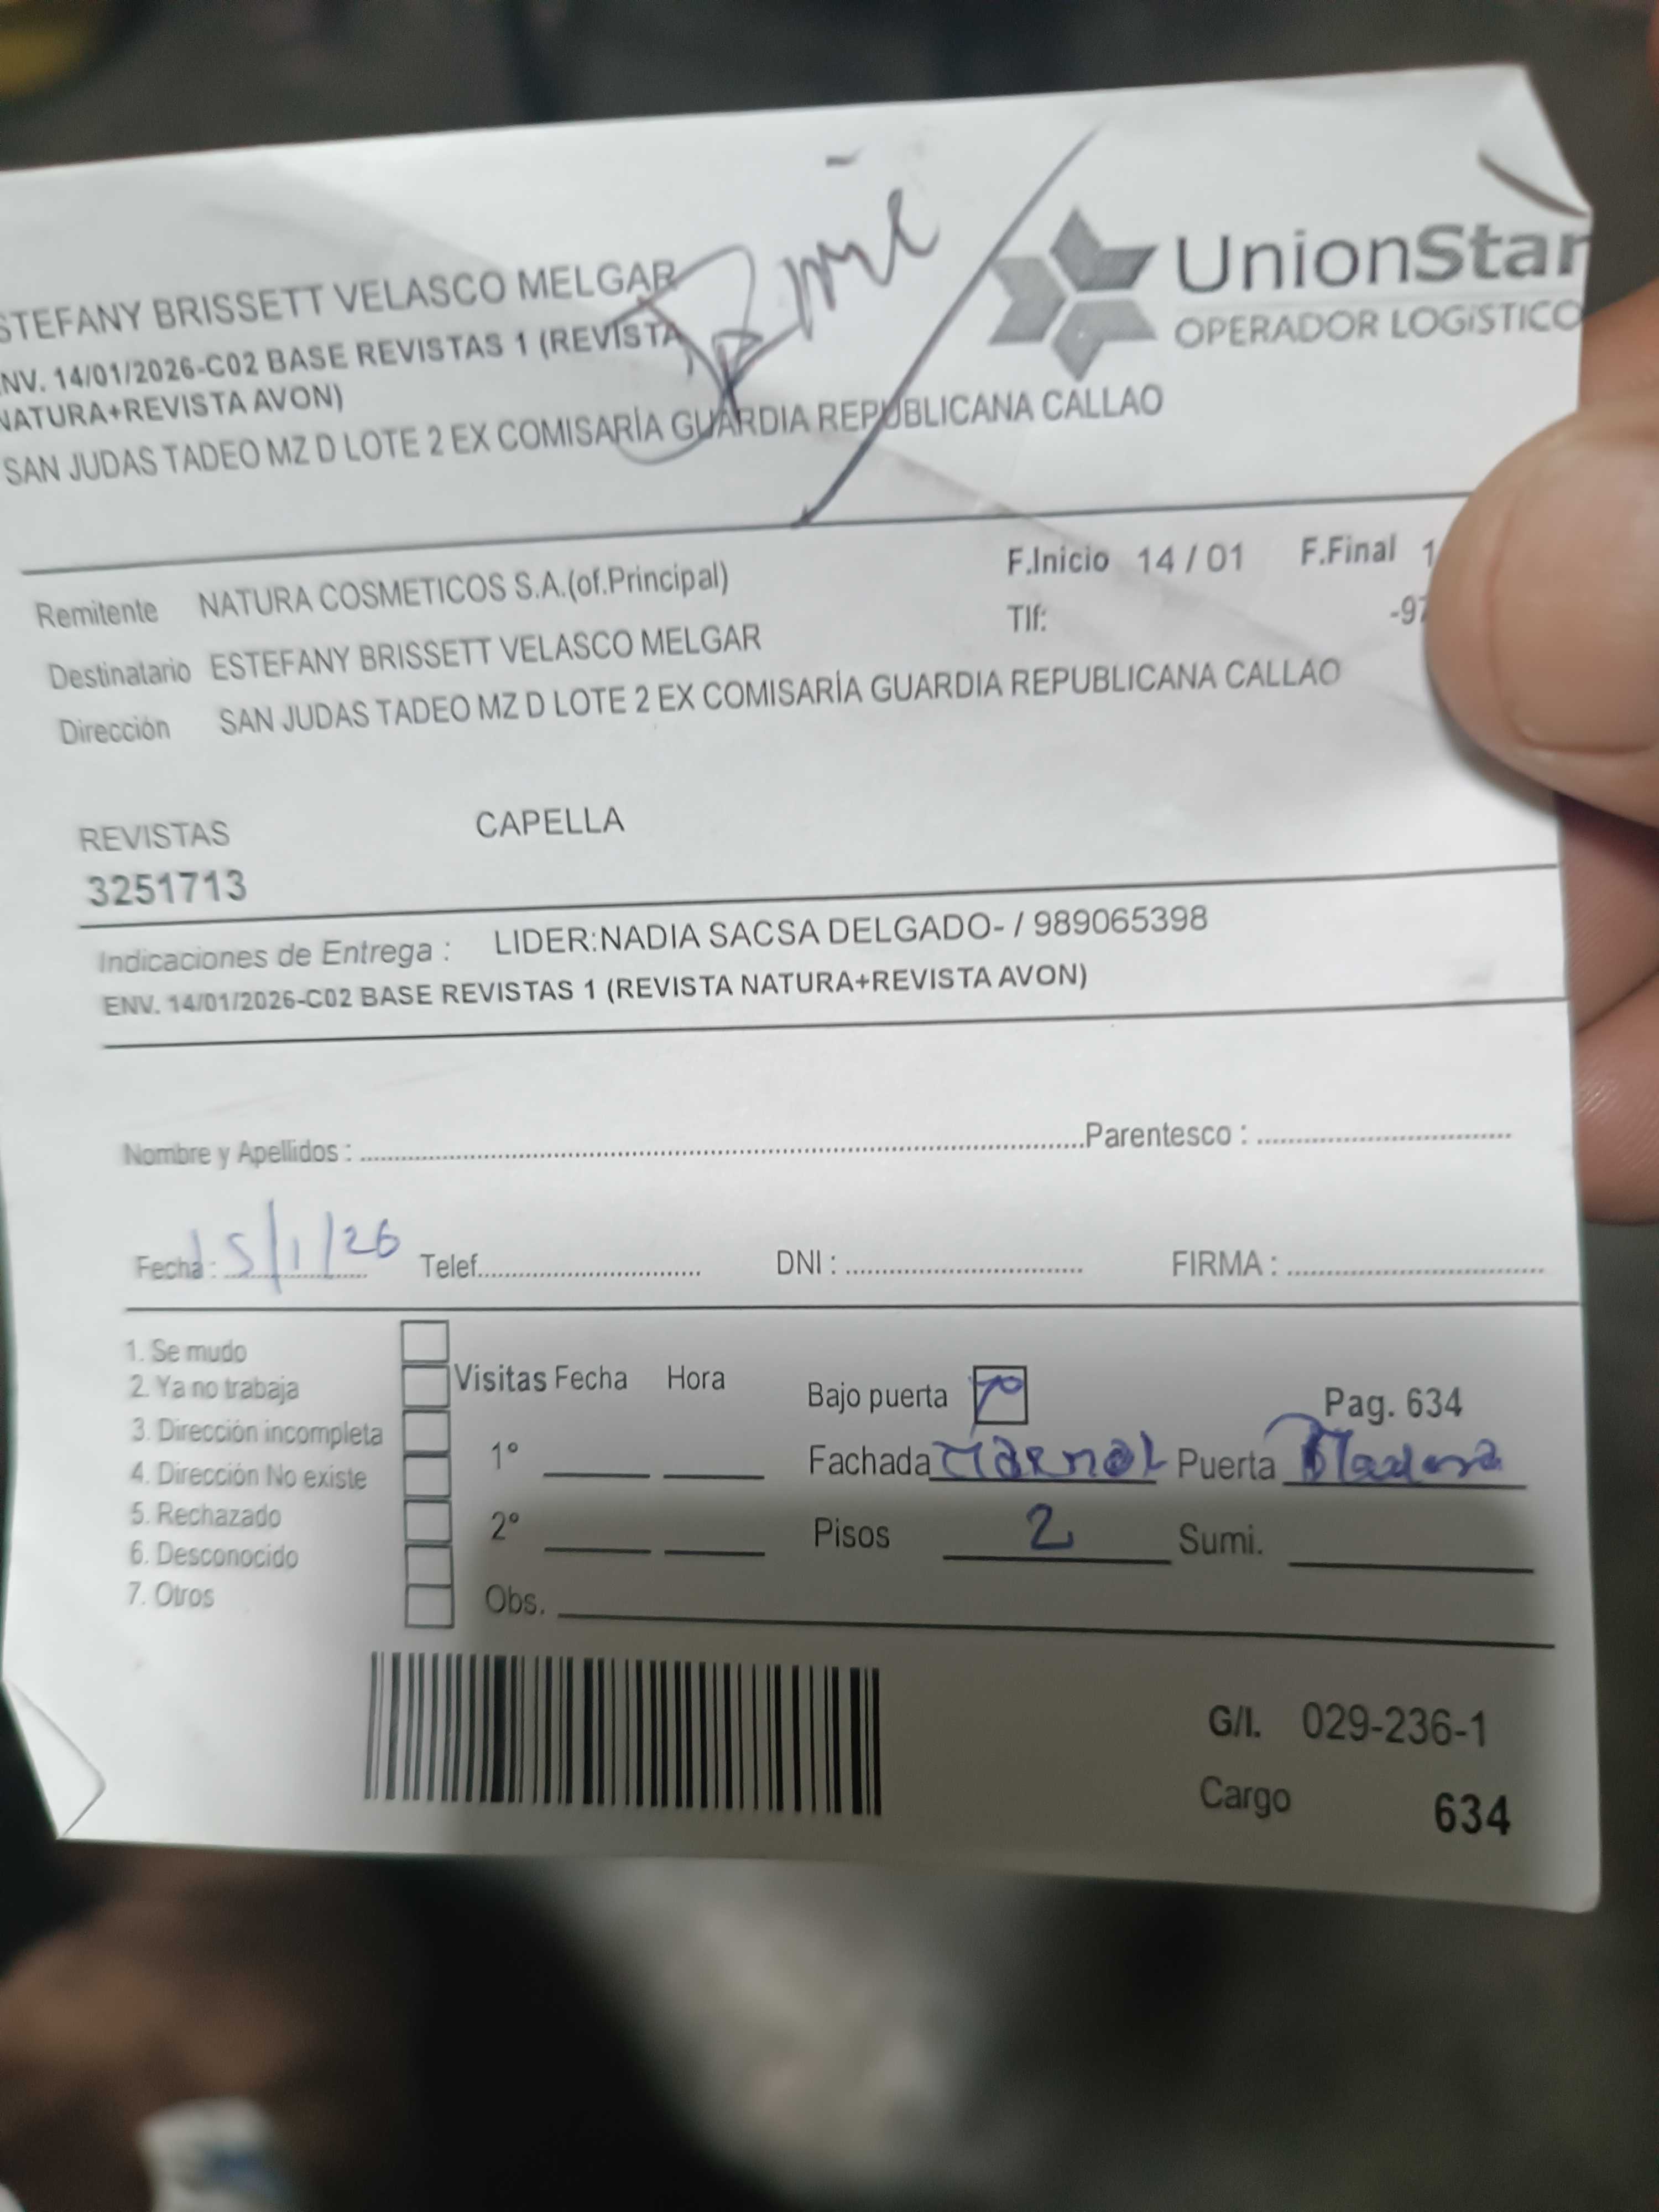 STEFANY BRISSETT VELASCO MELGAR
NV. 14/01/2026-C02 BASE REVISTAS 1 (REVISTA
NATURA+REVISTA AVON)
SAN JUDAS TADEO MZ D LOTE 2 EX COMISARÍA GUARDIA REPUBLICANA CALLAO
UnionStar
OPERADOR LOGÍSTICO
Remitente NATURA COSMETICOS S.A.(of.Principal) F.Inicio 14 / 01 F.Final 1
Destinatario ESTEFANY BRISSETT VELASCO MELGAR Tlf: -97
Dirección SAN JUDAS TADEO MZ D LOTE 2 EX COMISARÍA GUARDIA REPUBLICANA CALLAO
REVISTAS CAPELLA
3251713
Indicaciones de Entrega : LIDER:NADIA SACSA DELGADO- / 989065398
ENV. 14/01/2026-C02 BASE REVISTAS 1 (REVISTA NATURA+REVISTA AVON)
Nombre y Apellidos : Parentesco :
Fecha : 15/1/26 Telef. DNI : FIRMA :
1. Se mudo
2. Ya no trabaja
3. Dirección incompleta
4. Dirección No existe
5. Rechazado
6. Desconocido
7. Otros
Visitas Fecha Hora
1°
2°
Obs.
Bajo puerta Pag. 634
Fachada Puerta Madera
Pisos 2 Sumi.
G/I. 029-236-1
Cargo 634